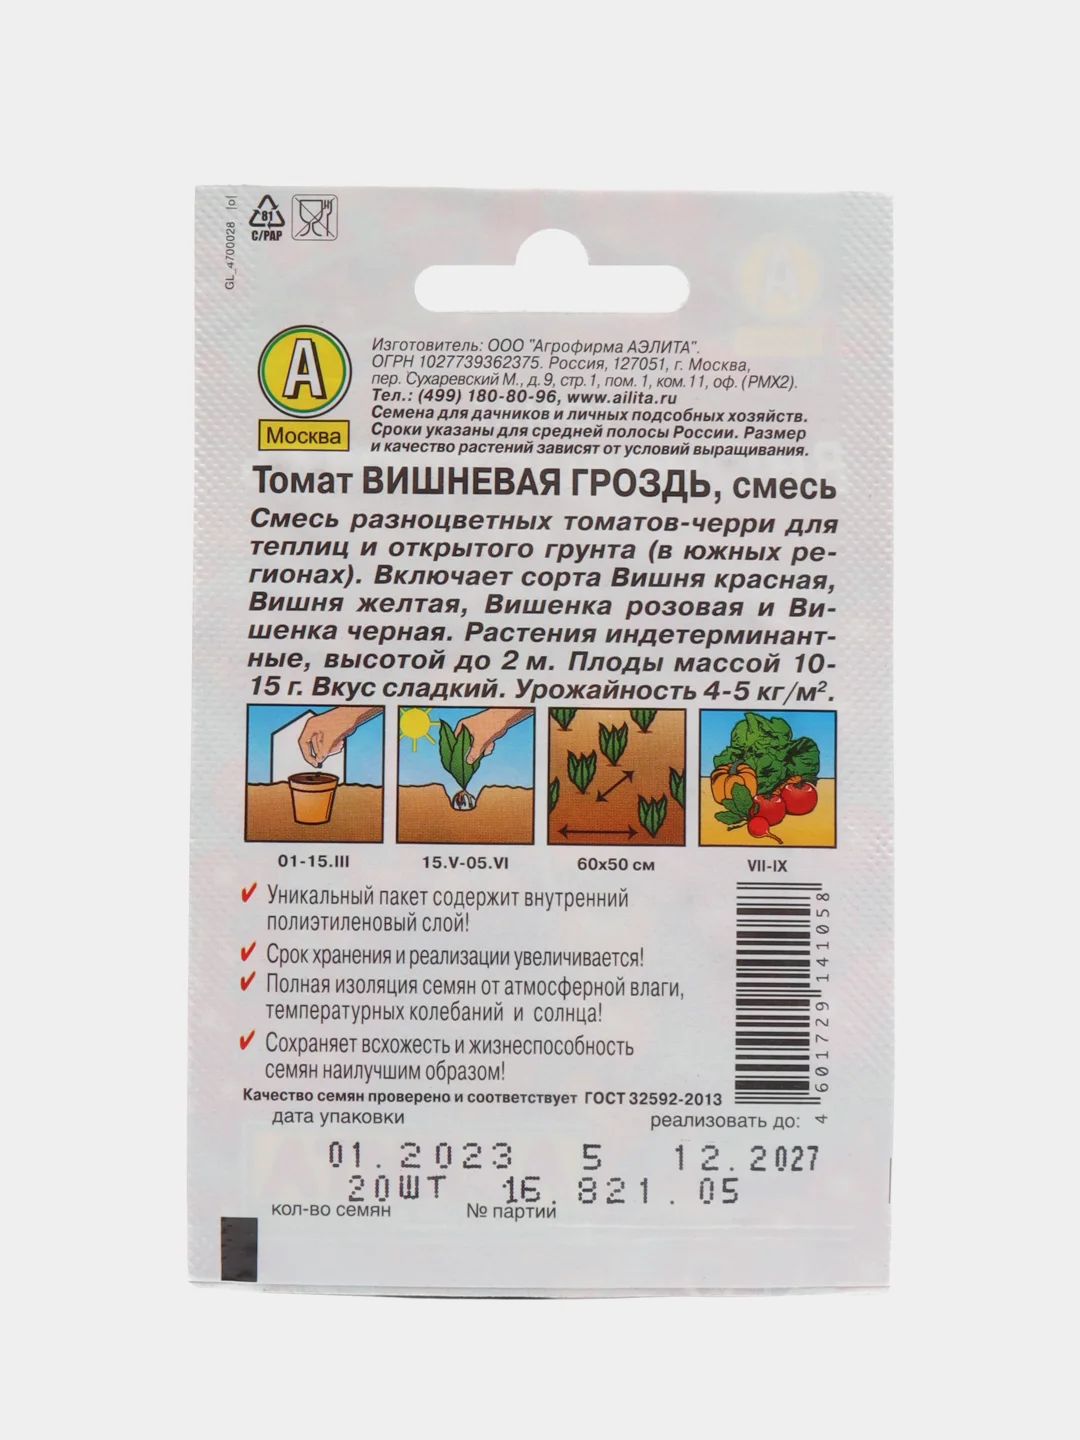 GL_4700028 |o|
81
C/PAP
А
Москва
Изготовитель: ООО "Агрофирма АЭЛИТА".
ОГРН 1027739362375. Россия, 127051, г. Москва,
пер. Сухаревский М., д. 9, стр. 1, пом. 1, ком. 11, оф. (РМХ2).
Тел.: (499) 180-80-96, www.ailita.ru
Семена для дачников и личных подсобных хозяйств.
Сроки указаны для средней полосы России. Размер
и качество растений зависят от условий выращивания.
Томат ВИШНЕВАЯ ГРОЗДЬ, смесь
Смесь разноцветных томатов-черри для
теплиц и открытого грунта (в южных ре-
гионах). Включает сорта Вишня красная,
Вишня желтая, Вишенка розовая и Ви-
шенка черная. Растения индетерминант-
ные, высотой до 2 м. Плоды массой 10-
15 г. Вкус сладкий. Урожайность 4-5 кг/м².
01-15.III 15.V-05.VI 60х50 см VII-IX
Уникальный пакет содержит внутренний
полиэтиленовый слой!
Срок хранения и реализации увеличивается!
Полная изоляция семян от атмосферной влаги,
температурных колебаний и солнца!
Сохраняет всхожесть и жизнеспособность
семян наилучшим образом!
4 601729 141058
Качество семян проверено и соответствует ГОСТ 32592-2013
дата упаковки реализовать до:
01.2023 5 12.2027
20ШТ 16.821.05
кол-во семян № партии